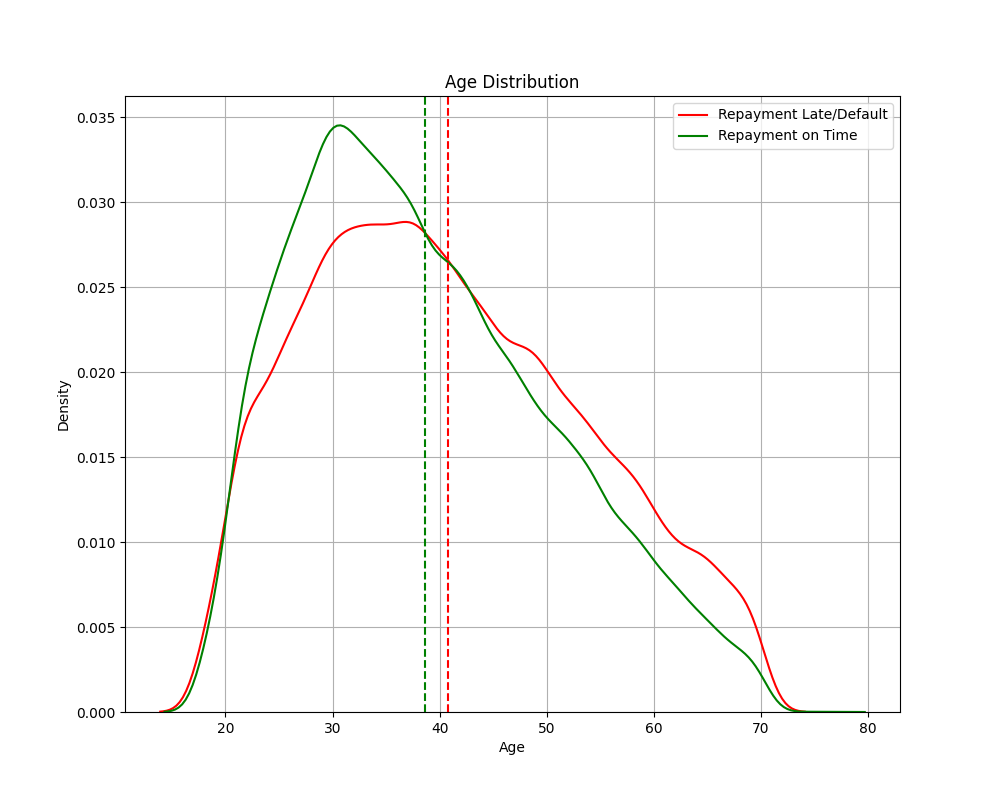 Age Distribution
Repayment Late/Default
Repayment on Time
0.035
0.030
0.025
0.020
0.015
0.010
0.005
0.000
Density
20 30 40 50 60 70 80
Age